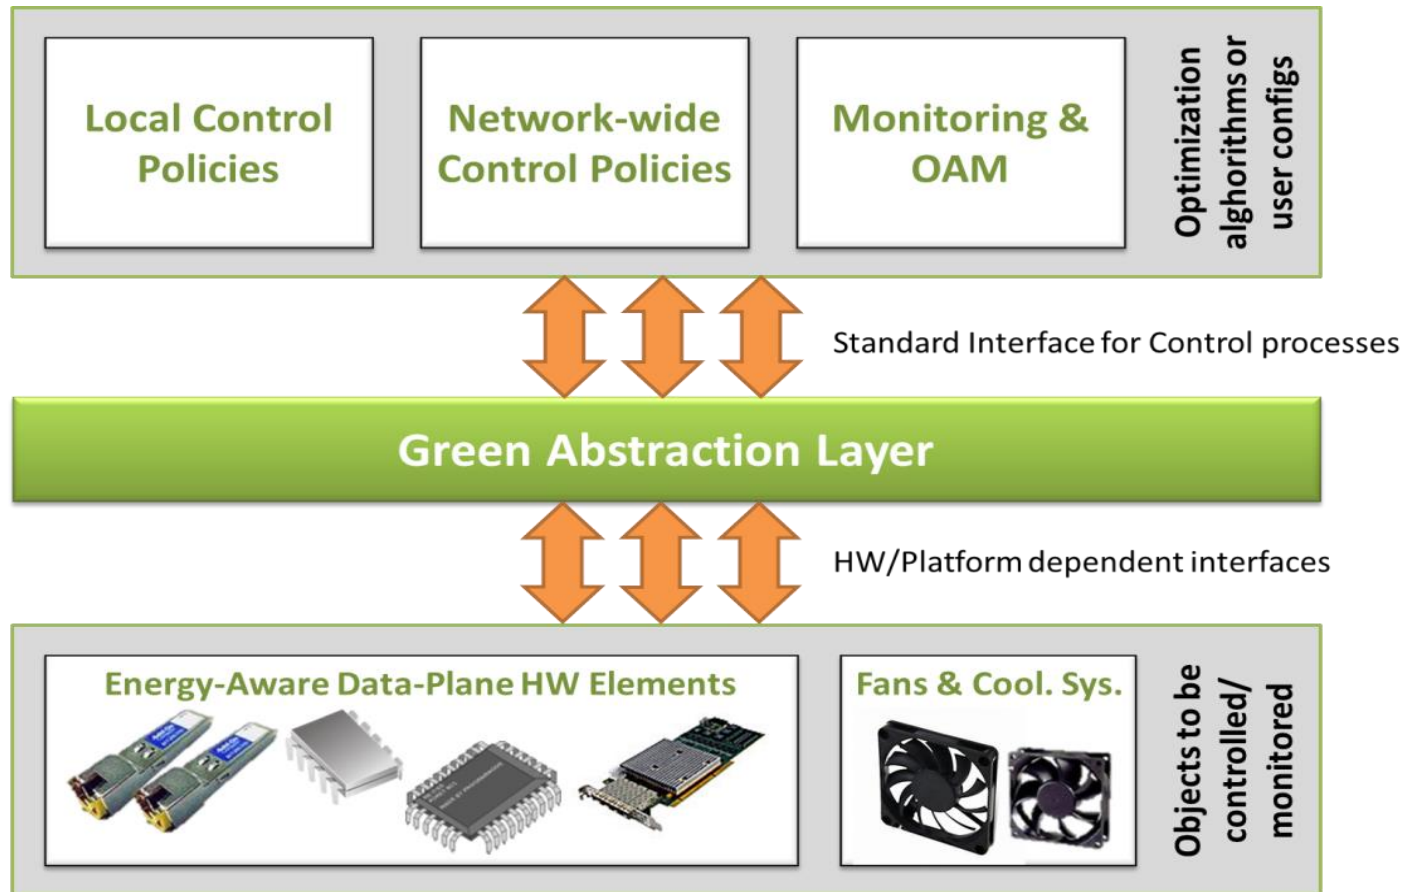 Local Control
Policies
Network-wide
Control Policies
Monitoring &
OAM
Optimization
alghorithms or
user configs
Standard Interface for Control processes
Green Abstraction Layer
HW/Platform dependent interfaces
Energy-Aware Data-Plane HW Elements
Fans & Cool. Sys.
Objects to be
controlled/
monitored